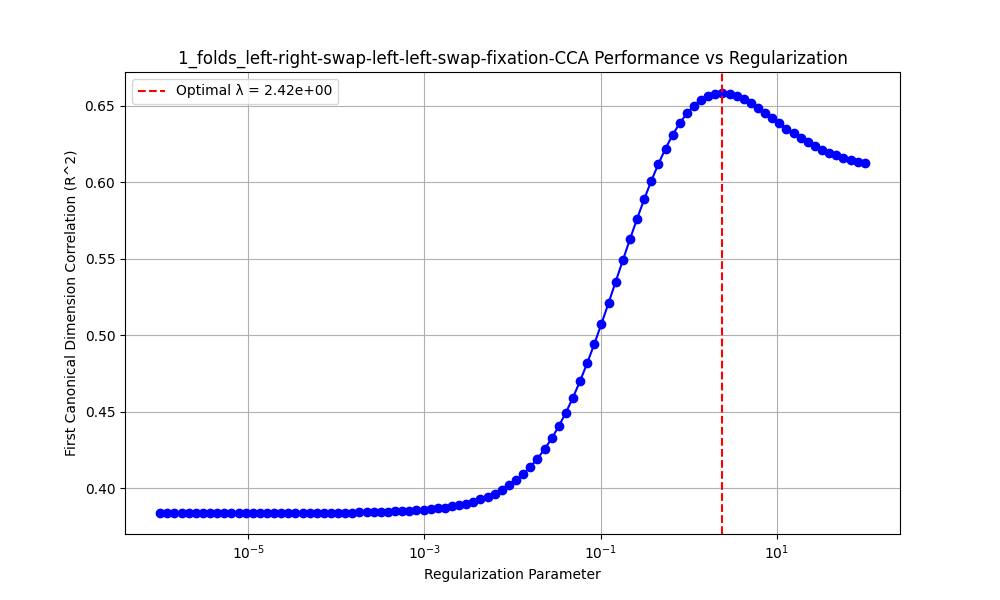 1_folds_left-right-swap-left-left-swap-fixation-CCA Performance vs Regularization
Optimal λ = 2.42e+00
First Canonical Dimension Correlation (R^2)
0.65
0.60
0.55
0.50
0.45
0.40
10⁻⁵
10⁻³
10⁻¹
10¹
Regularization Parameter